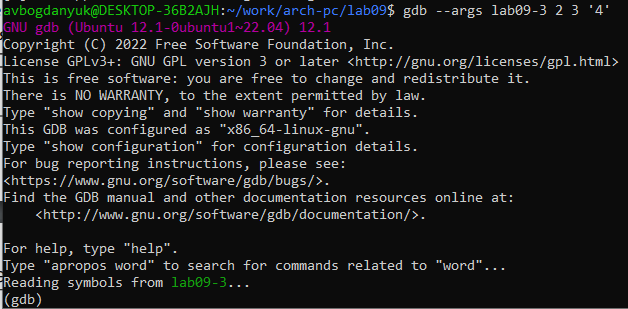 avbogdanyuk@DESKTOP-36B2AJH:~/work/arch-pc/lab09$ gdb --args lab09-3 2 3 '4'
GNU gdb (Ubuntu 12.1-0ubuntu1~22.04) 12.1
Copyright (C) 2022 Free Software Foundation, Inc.
License GPLv3+: GNU GPL version 3 or later <http://gnu.org/licenses/gpl.html>
This is free software: you are free to change and redistribute it.
There is NO WARRANTY, to the extent permitted by law.
Type "show copying" and "show warranty" for details.
This GDB was configured as "x86_64-linux-gnu".
Type "show configuration" for configuration details.
For bug reporting instructions, please see:
<https://www.gnu.org/software/gdb/bugs/>.
Find the GDB manual and other documentation resources online at:
    <http://www.gnu.org/software/gdb/documentation/>.

For help, type "help".
Type "apropos word" to search for commands related to "word"...
Reading symbols from lab09-3...
(gdb)